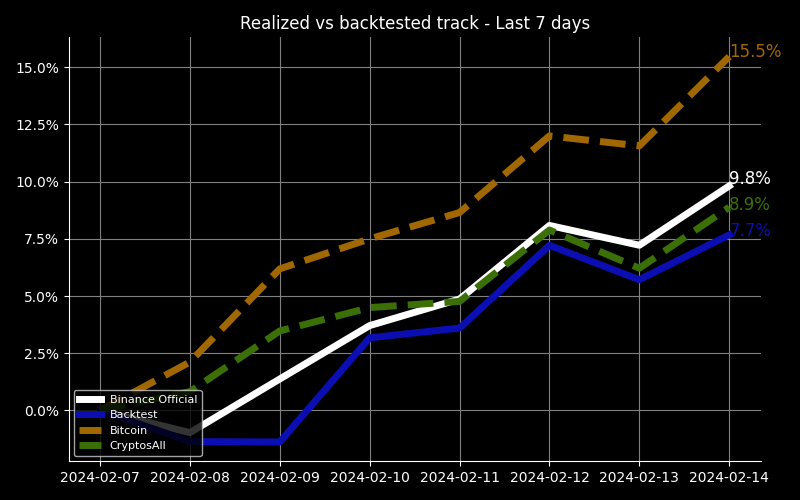 Realized vs backtested track - Last 7 days
15.0%
12.5%
10.0%
7.5%
5.0%
2.5%
0.0%
15.5%
9.8%
8.9%
7.7%
Binance Official
Backtest
Bitcoin
CryptosAll
2024-02-07 2024-02-08 2024-02-09 2024-02-10 2024-02-11 2024-02-12 2024-02-13 2024-02-14